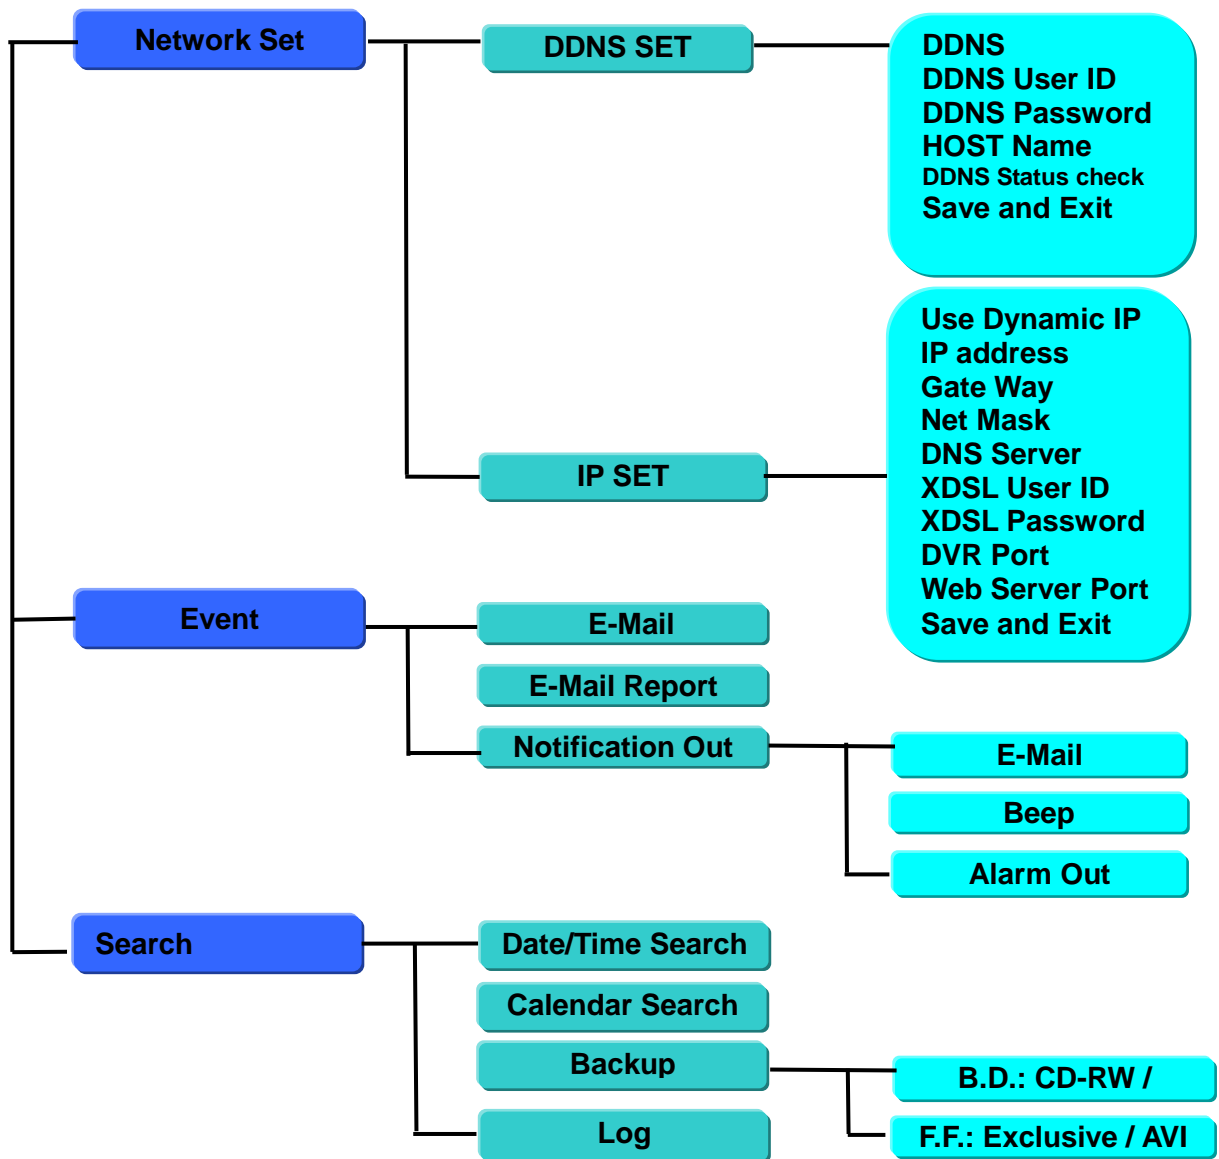 Network Set
DDNS SET
DDNS
DDNS User ID
DDNS Password
HOST Name
DDNS Status check
Save and Exit
IP SET
Use Dynamic IP
IP address
Gate Way
Net Mask
DNS Server
XDSL User ID
XDSL Password
DVR Port
Web Server Port
Save and Exit
Event
E-Mail
E-Mail Report
Notification Out
E-Mail
Beep
Alarm Out
Search
Date/Time Search
Calendar Search
Backup
B.D.: CD-RW /
F.F.: Exclusive / AVI
Log